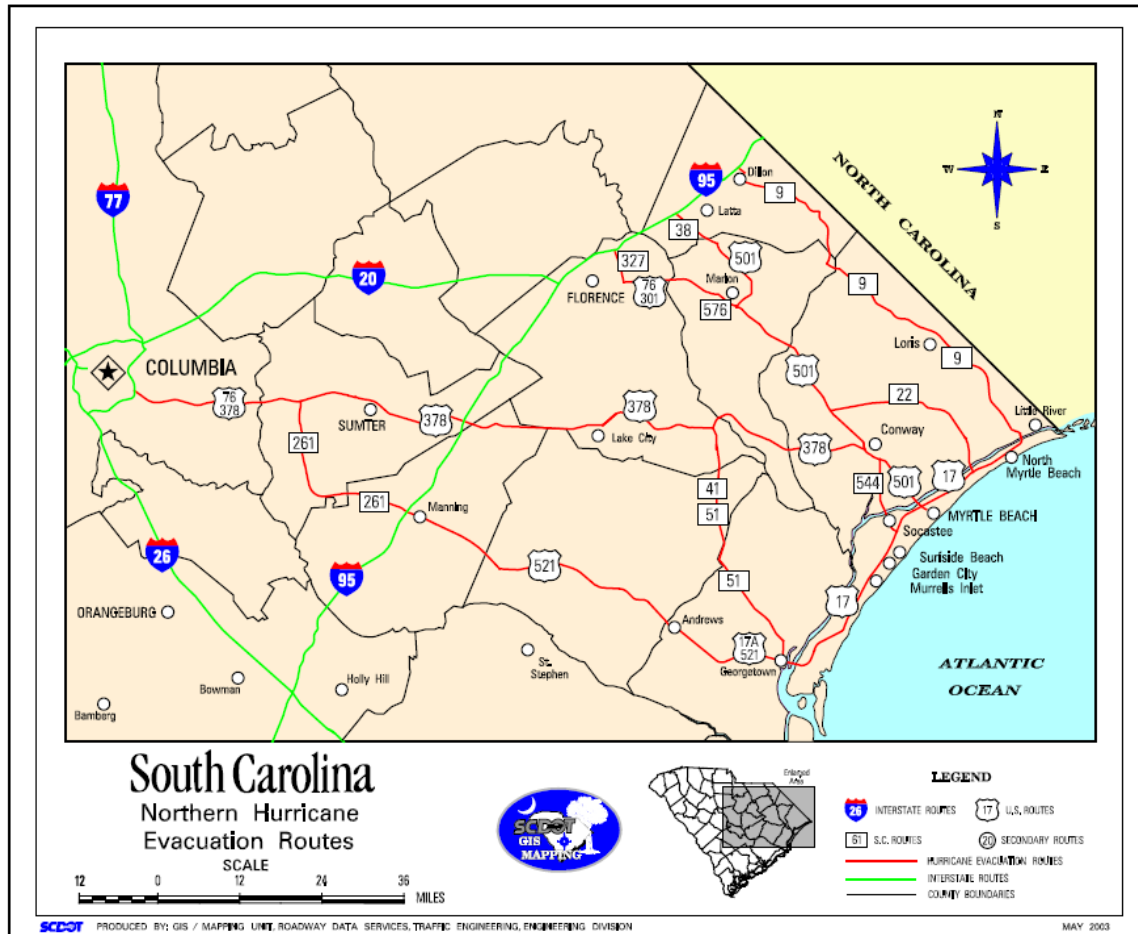 N
W
E
S
NORTH CAROLINA
77
95
Dillon
9
Latta
38
327
501
20
FLORENCE
76
301
Marion
576
9
Loris
9
COLUMBIA
501
22
76
378
SUMTER
378
378
Lake City
378
Conway
Little River
261
544
501
17
North
Myrtle Beach
41
261
Manning
51
MYRTLE BEACH
Socastee
26
95
521
51
17
Surfside Beach
Garden City
Murrells Inlet
ORANGEBURG
Andrews
17A
521
Georgetown
St.
Stephen
Bowman
Holly Hill
Bamberg
ATLANTIC
OCEAN
South Carolina
Northern Hurricane
Evacuation Routes
SCALE
12 0 12 24 36 MILES
SCDOT
GIS
MAPPING
Enlarged
Area
LEGEND
26 INTERSTATE ROUTES 17 U.S. ROUTES
61 S.C. ROUTES 20 SECONDARY ROUTES
HURRICANE EVACUATION ROUTES
INTERSTATE ROUTES
COUNTY BOUNDARIES
SCDOT PRODUCED BY: GIS / MAPPING UNIT, ROADWAY DATA SERVICES, TRAFFIC ENGINEERING, ENGINEERING DIVISION MAY 2003